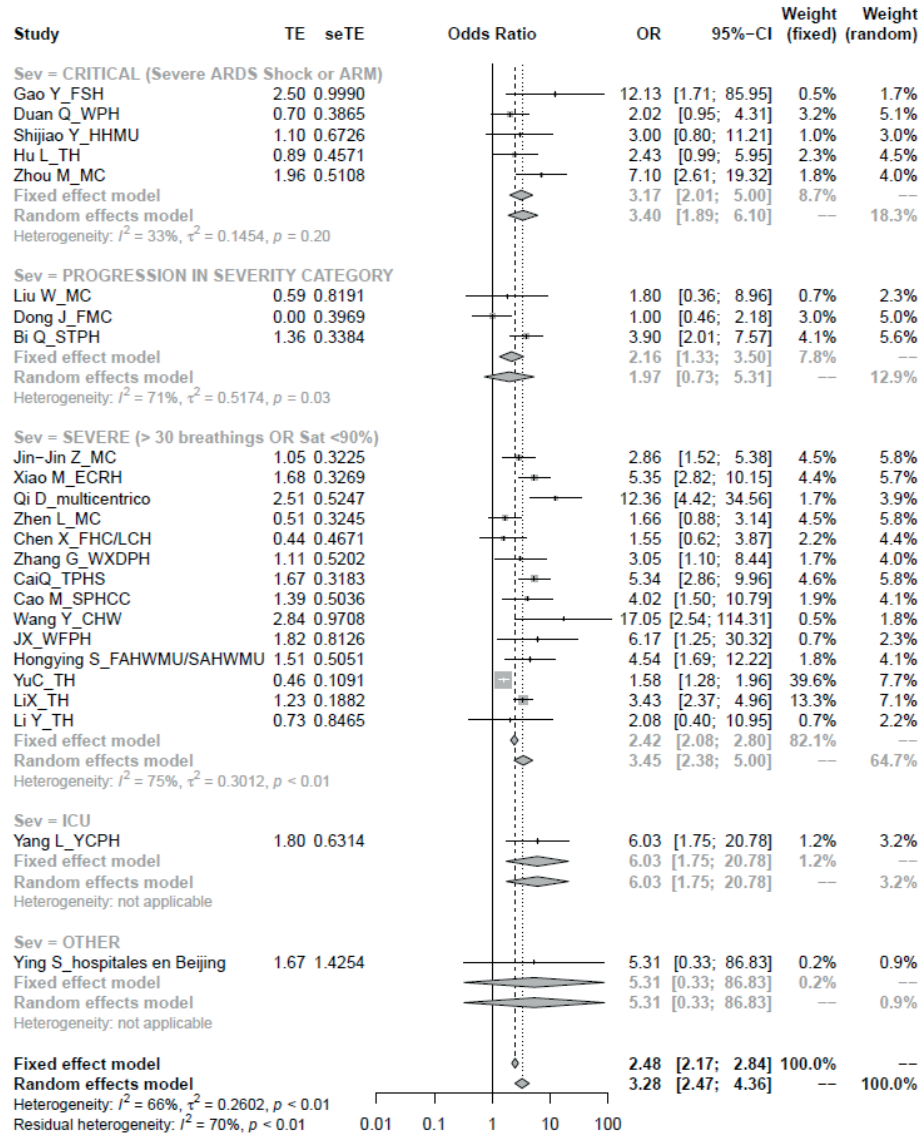 Weight Weight
Study TE seTE Odds Ratio OR 95%−CI (fixed) (random)
Sev = CRITICAL (Severe ARDS Shock or ARM)
Gao Y_FSH 2.50 0.9990 12.13 [1.71; 85.95] 0.5% 1.7%
Duan Q_WPH 0.70 0.3865 2.02 [0.95; 4.31] 3.2% 5.1%
Shijiao Y_HHMU 1.10 0.6726 3.00 [0.80; 11.21] 1.0% 3.0%
Hu L_TH 0.89 0.4571 2.43 [0.99; 5.95] 2.3% 4.5%
Zhou M_MC 1.96 0.5108 7.10 [2.61; 19.32] 1.8% 4.0%
Fixed effect model 3.17 [2.01; 5.00] 8.7% −−
Random effects model 3.40 [1.89; 6.10] −− 18.3%
Heterogeneity: I² = 33%, τ² = 0.1454, p = 0.20
Sev = PROGRESSION IN SEVERITY CATEGORY
Liu W_MC 0.59 0.8191 1.80 [0.36; 8.96] 0.7% 2.3%
Dong J_FMC 0.00 0.3969 1.00 [0.46; 2.18] 3.0% 5.0%
Bi Q_STPH 1.36 0.3384 3.90 [2.01; 7.57] 4.1% 5.6%
Fixed effect model 2.16 [1.33; 3.50] 7.8% −−
Random effects model 1.97 [0.73; 5.31] −− 12.9%
Heterogeneity: I² = 71%, τ² = 0.5174, p = 0.03
Sev = SEVERE (> 30 breathings OR Sat <90%)
Jin−Jin Z_MC 1.05 0.3225 2.86 [1.52; 5.38] 4.5% 5.8%
Xiao M_ECRH 1.68 0.3269 5.35 [2.82; 10.15] 4.4% 5.7%
Qi D_multicentrico 2.51 0.5247 12.36 [4.42; 34.56] 1.7% 3.9%
Zhen L_MC 0.51 0.3245 1.66 [0.88; 3.14] 4.5% 5.8%
Chen X_FHC/LCH 0.44 0.4671 1.55 [0.62; 3.87] 2.2% 4.4%
Zhang G_WXDPH 1.11 0.5202 3.05 [1.10; 8.44] 1.7% 4.0%
CaiQ_TPHS 1.67 0.3183 5.34 [2.86; 9.96] 4.6% 5.8%
Cao M_SPHCC 1.39 0.5036 4.02 [1.50; 10.79] 1.9% 4.1%
Wang Y_CHW 2.84 0.9708 17.05 [2.54; 114.31] 0.5% 1.8%
JX_WFPH 1.82 0.8126 6.17 [1.25; 30.32] 0.7% 2.3%
Hongying S_FAHWMU/SAHWMU 1.51 0.5051 4.54 [1.69; 12.22] 1.8% 4.1%
YuC_TH 0.46 0.1091 1.58 [1.28; 1.96] 39.6% 7.7%
LiX_TH 1.23 0.1882 3.43 [2.37; 4.96] 13.3% 7.1%
Li Y_TH 0.73 0.8465 2.08 [0.40; 10.95] 0.7% 2.2%
Fixed effect model 2.42 [2.08; 2.80] 82.1% −−
Random effects model 3.45 [2.38; 5.00] −− 64.7%
Heterogeneity: I² = 75%, τ² = 0.3012, p < 0.01
Sev = ICU
Yang L_YCPH 1.80 0.6314 6.03 [1.75; 20.78] 1.2% 3.2%
Fixed effect model 6.03 [1.75; 20.78] 1.2% −−
Random effects model 6.03 [1.75; 20.78] −− 3.2%
Heterogeneity: not applicable
Sev = OTHER
Ying S_hospitales en Beijing 1.67 1.4254 5.31 [0.33; 86.83] 0.2% 0.9%
Fixed effect model 5.31 [0.33; 86.83] 0.2% −−
Random effects model 5.31 [0.33; 86.83] −− 0.9%
Heterogeneity: not applicable
Fixed effect model 2.48 [2.17; 2.84] 100.0% −−
Random effects model 3.28 [2.47; 4.36] −− 100.0%
Heterogeneity: I² = 66%, τ² = 0.2602, p < 0.01
Residual heterogeneity: I² = 70%, p < 0.01
0.01 0.1 1 10 100